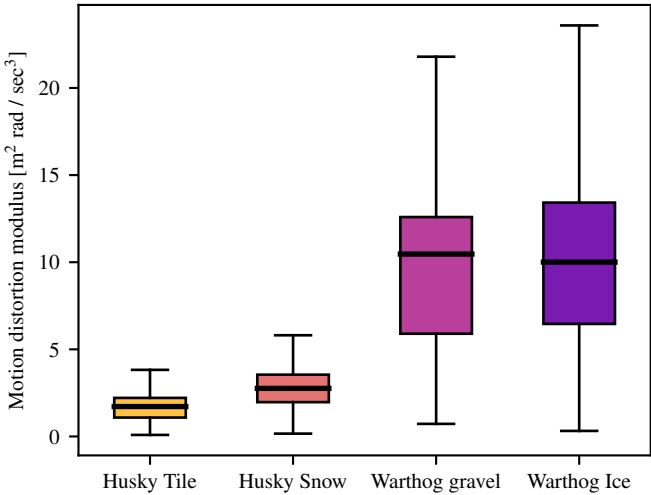 Motion distortion modulus [m² rad / sec³]
20
15
10
5
0
Husky Tile Husky Snow Warthog gravel Warthog Ice